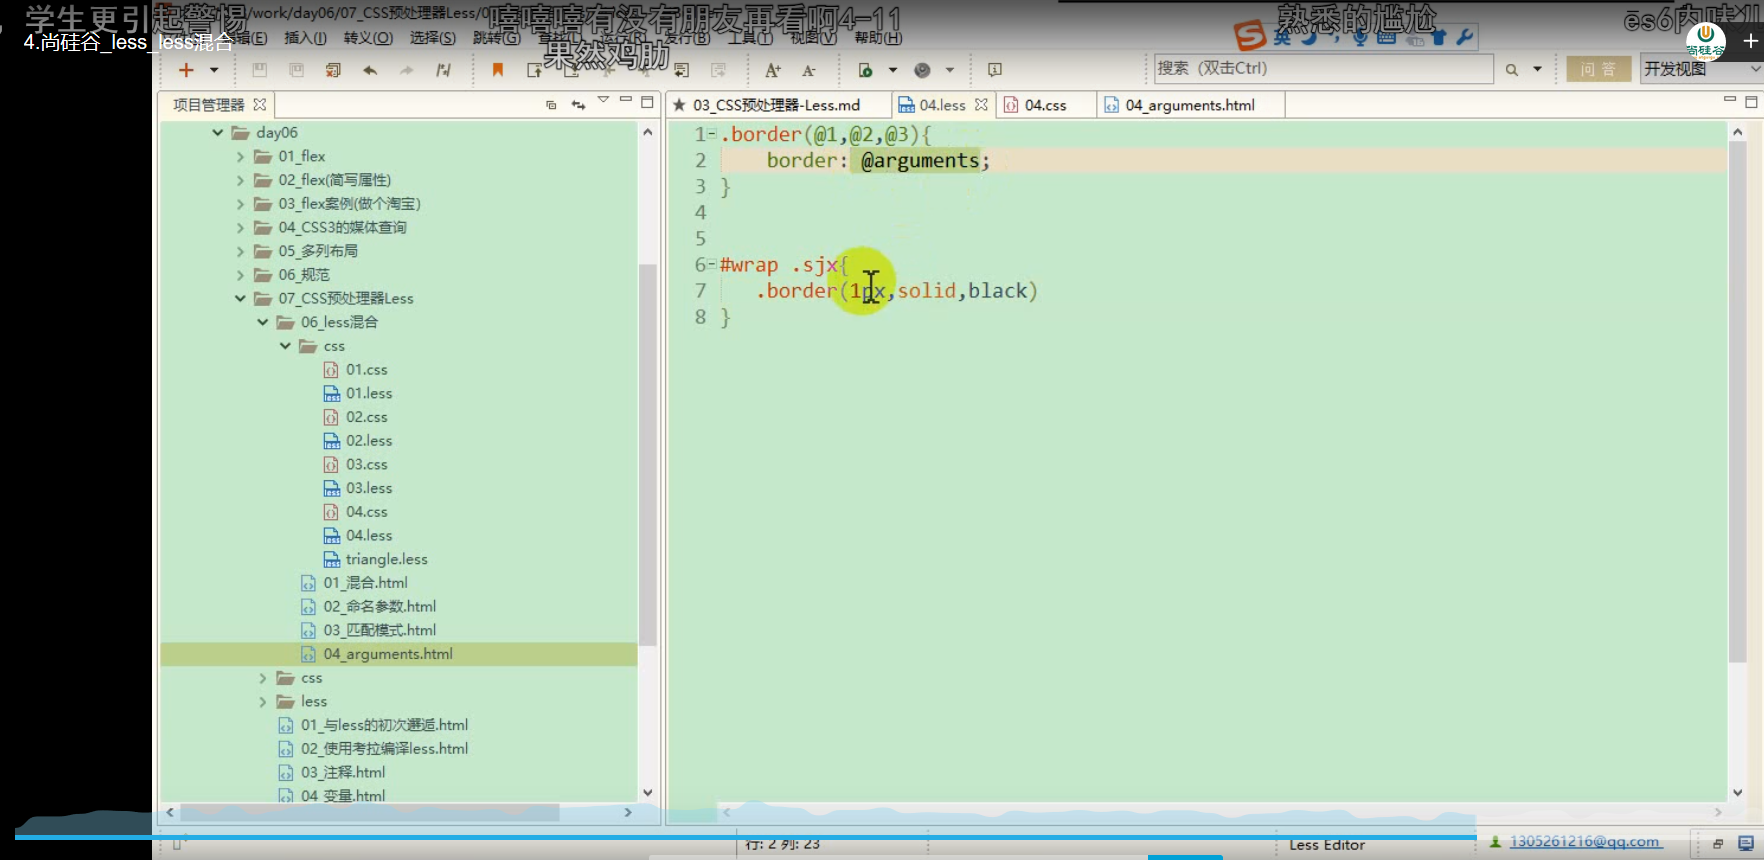 学生更引起警惕
/work/day06/07_CSS预处理器Less/0
嘻嘻嘻有没有朋友再看啊4-11
熟悉的尴尬
es6内味儿
4.尚硅谷_less_less混合
编辑(E) 插入(I) 转义(O) 选择(S) 跳转(G) 查找(L) 发行(B) 工具(T) 视图(V) 帮助(H)
果然鸡肋
英
尚硅谷
搜索（双击Ctrl)
问 答
开发视图
项目管理器
03_CSS预处理器-Less.md
04.less
04.css
04_arguments.html
day06
01_flex
02_flex(简写属性)
03_flex案例(做个淘宝)
04_CSS3的媒体查询
05_多列布局
06_规范
07_CSS预处理器Less
06_less混合
css
01.css
01.less
02.css
02.less
03.css
03.less
04.css
04.less
triangle.less
01_混合.html
02_命名参数.html
03_匹配模式.html
04_arguments.html
css
less
01_与less的初次邂逅.html
02_使用考拉编译less.html
03_注释.html
04_变量.html
1 .border(@1,@2,@3){
2 border: @arguments;
3 }
4
5
6 #wrap .sjx{
7 .border(1px,solid,black)
8 }
行: 2 列: 23
Less Editor
1305261216@qq.com